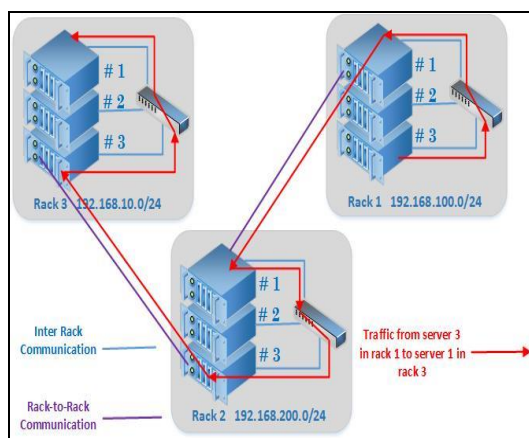 # 1
# 2
# 3
Rack 3 192.168.10.0/24
# 1
# 2
# 3
Rack 1 192.168.100.0/24
# 1
# 2
# 3
Rack 2 192.168.200.0/24
Inter Rack
Communication
Rack-to-Rack
Communication
Traffic from server 3
in rack 1 to server 1 in
rack 3